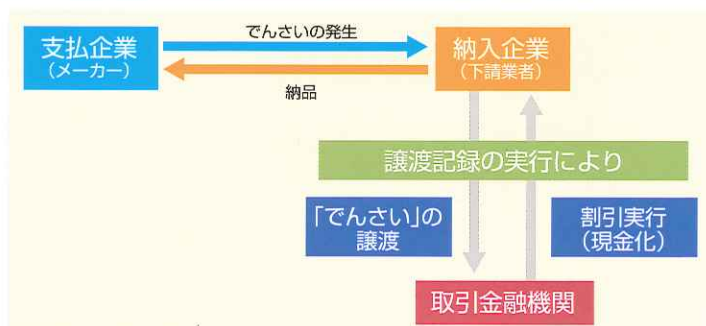 でんさいの発生
支払企業
（メーカー）
納入企業
（下請業者）
納品
譲渡記録の実行により
「でんさい」の
譲渡
割引実行
（現金化）
取引金融機関